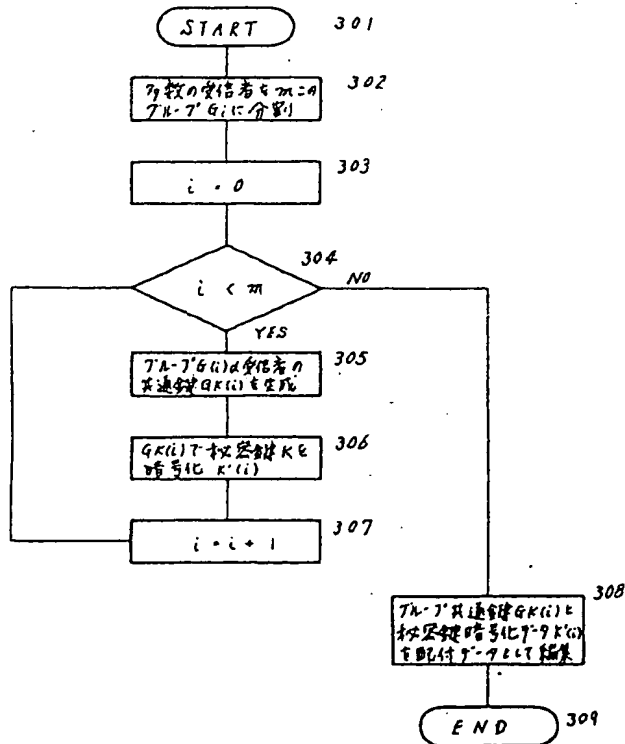 START 301
302
数の受信者をmこの
グループGiに分割
303
i = 0
304
i < m
NO
YES
305
グループG(i)の受信者の
共通鍵GK(i)を生成
306
GK(i)で秘密鍵Kを
暗号化 K'(i)
307
i = i + 1
308
グループ共通鍵GK(i)と
秘密鍵暗号化データK'(i)
を配付データとして編集
END 309